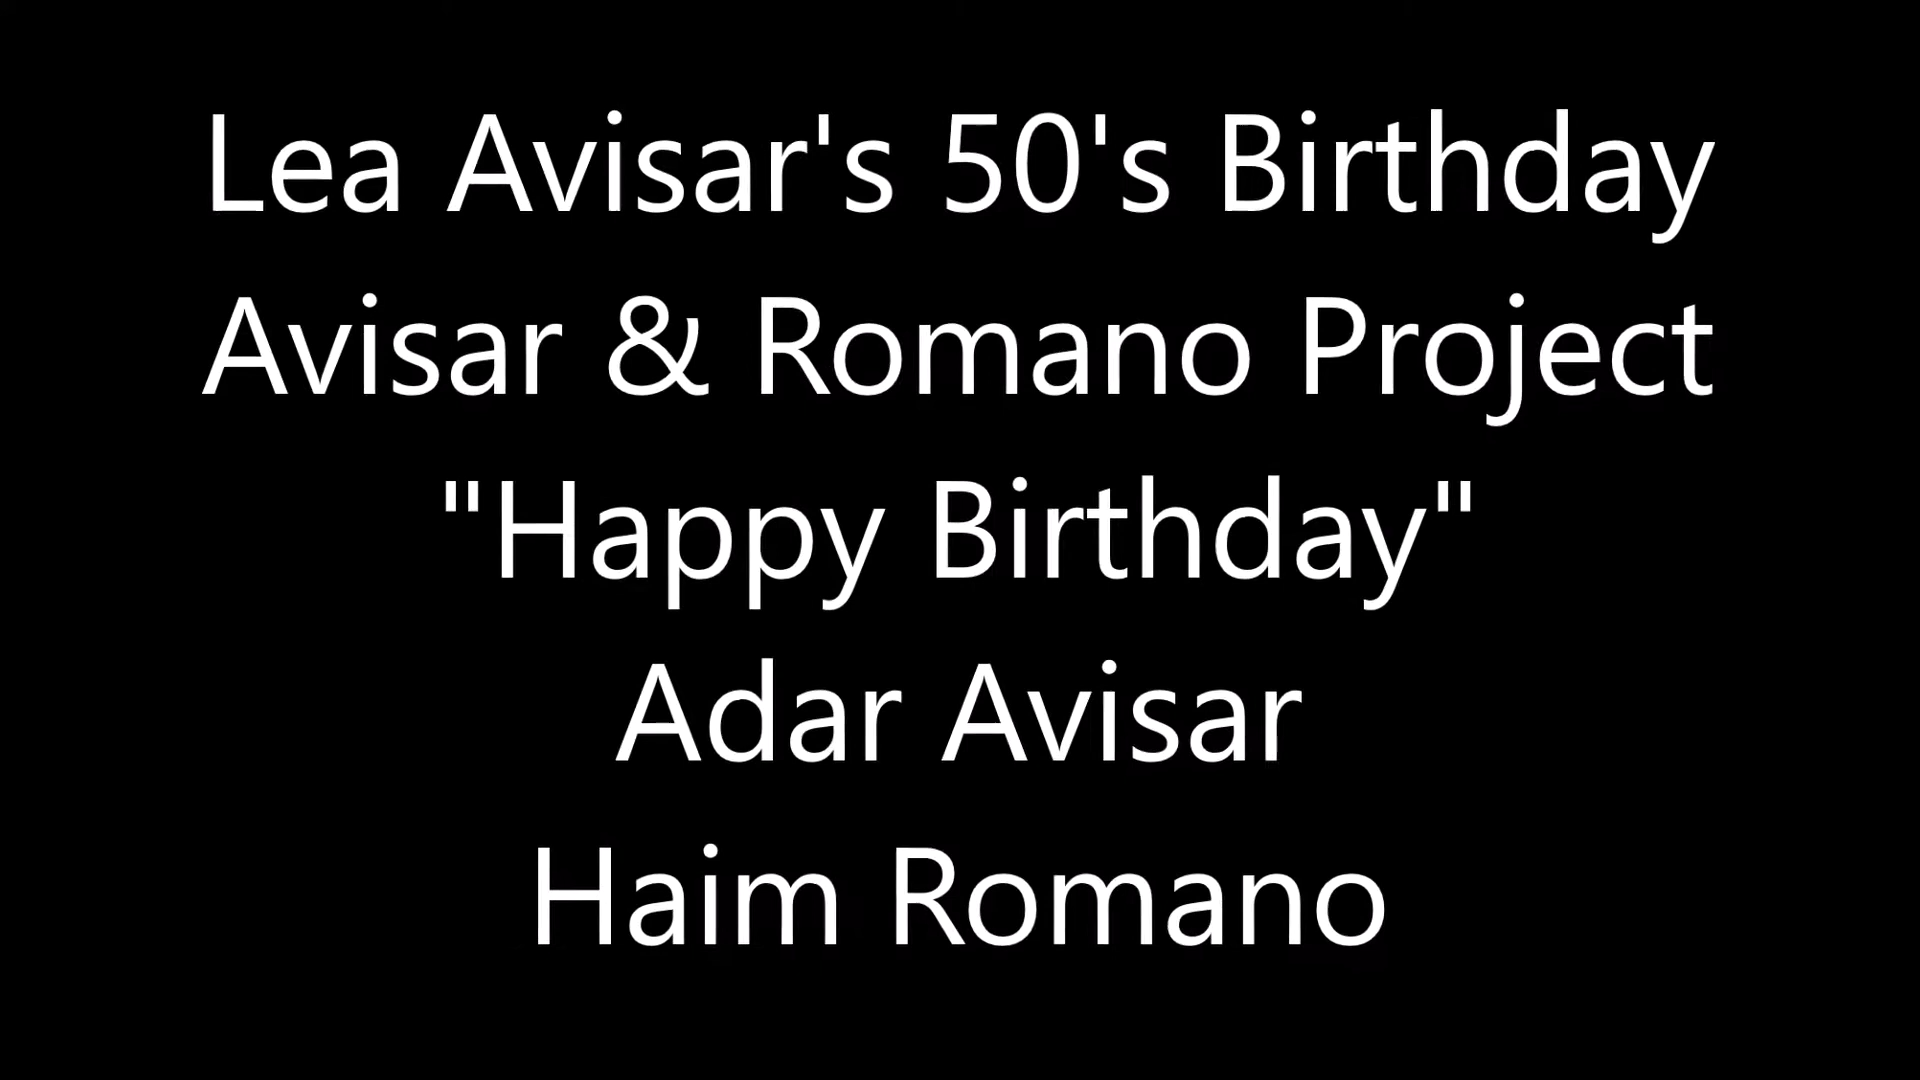 Lea Avisar's 50's Birthday
Avisar & Romano Project
"Happy Birthday"
Adar Avisar
Haim Romano